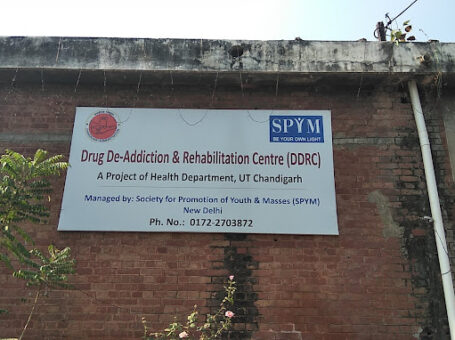 SPYM
BE YOUR OWN LIGHT
Drug De-Addiction & Rehabilitation Centre (DDRC)
A Project of Health Department, UT Chandigarh
Managed by: Society for Promotion of Youth & Masses (SPYM)
New Delhi
Ph. No.: 0172-2703872